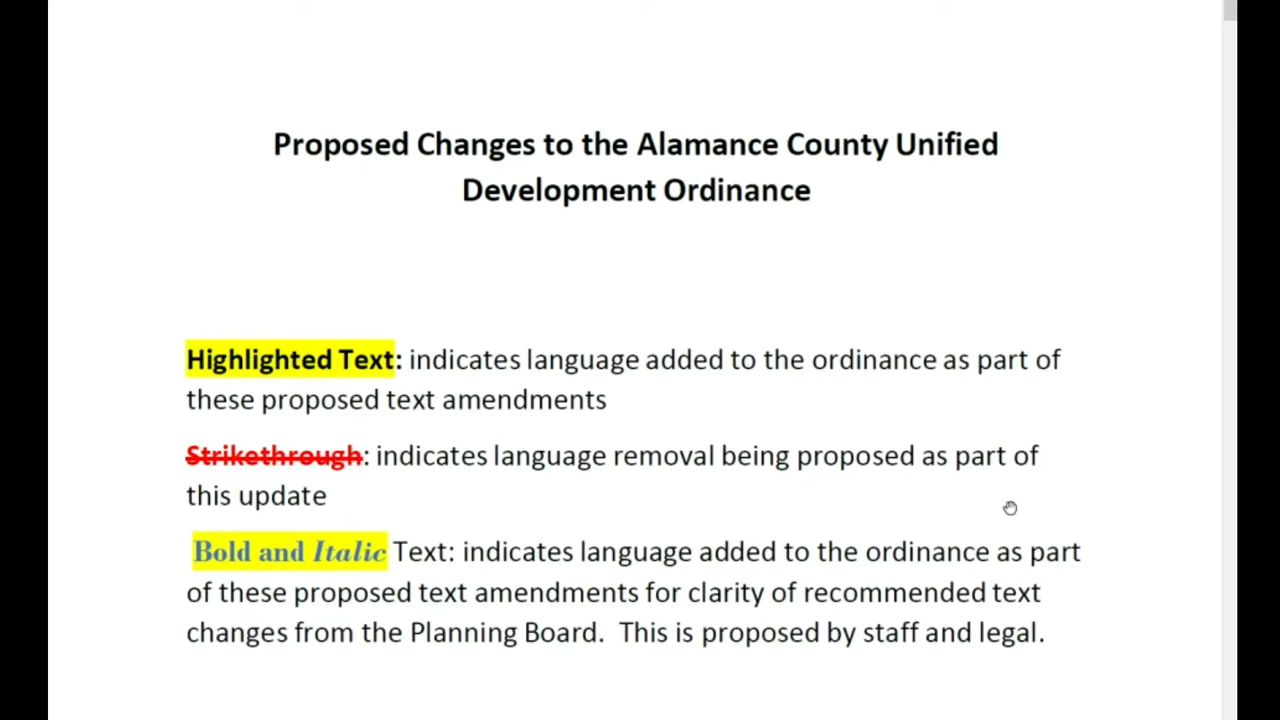 Proposed Changes to the Alamance County Unified
Development Ordinance
Highlighted Text: indicates language added to the ordinance as part of
these proposed text amendments
Strikethrough: indicates language removal being proposed as part of
this update
Bold and Italic Text: indicates language added to the ordinance as part
of these proposed text amendments for clarity of recommended text
changes from the Planning Board.  This is proposed by staff and legal.